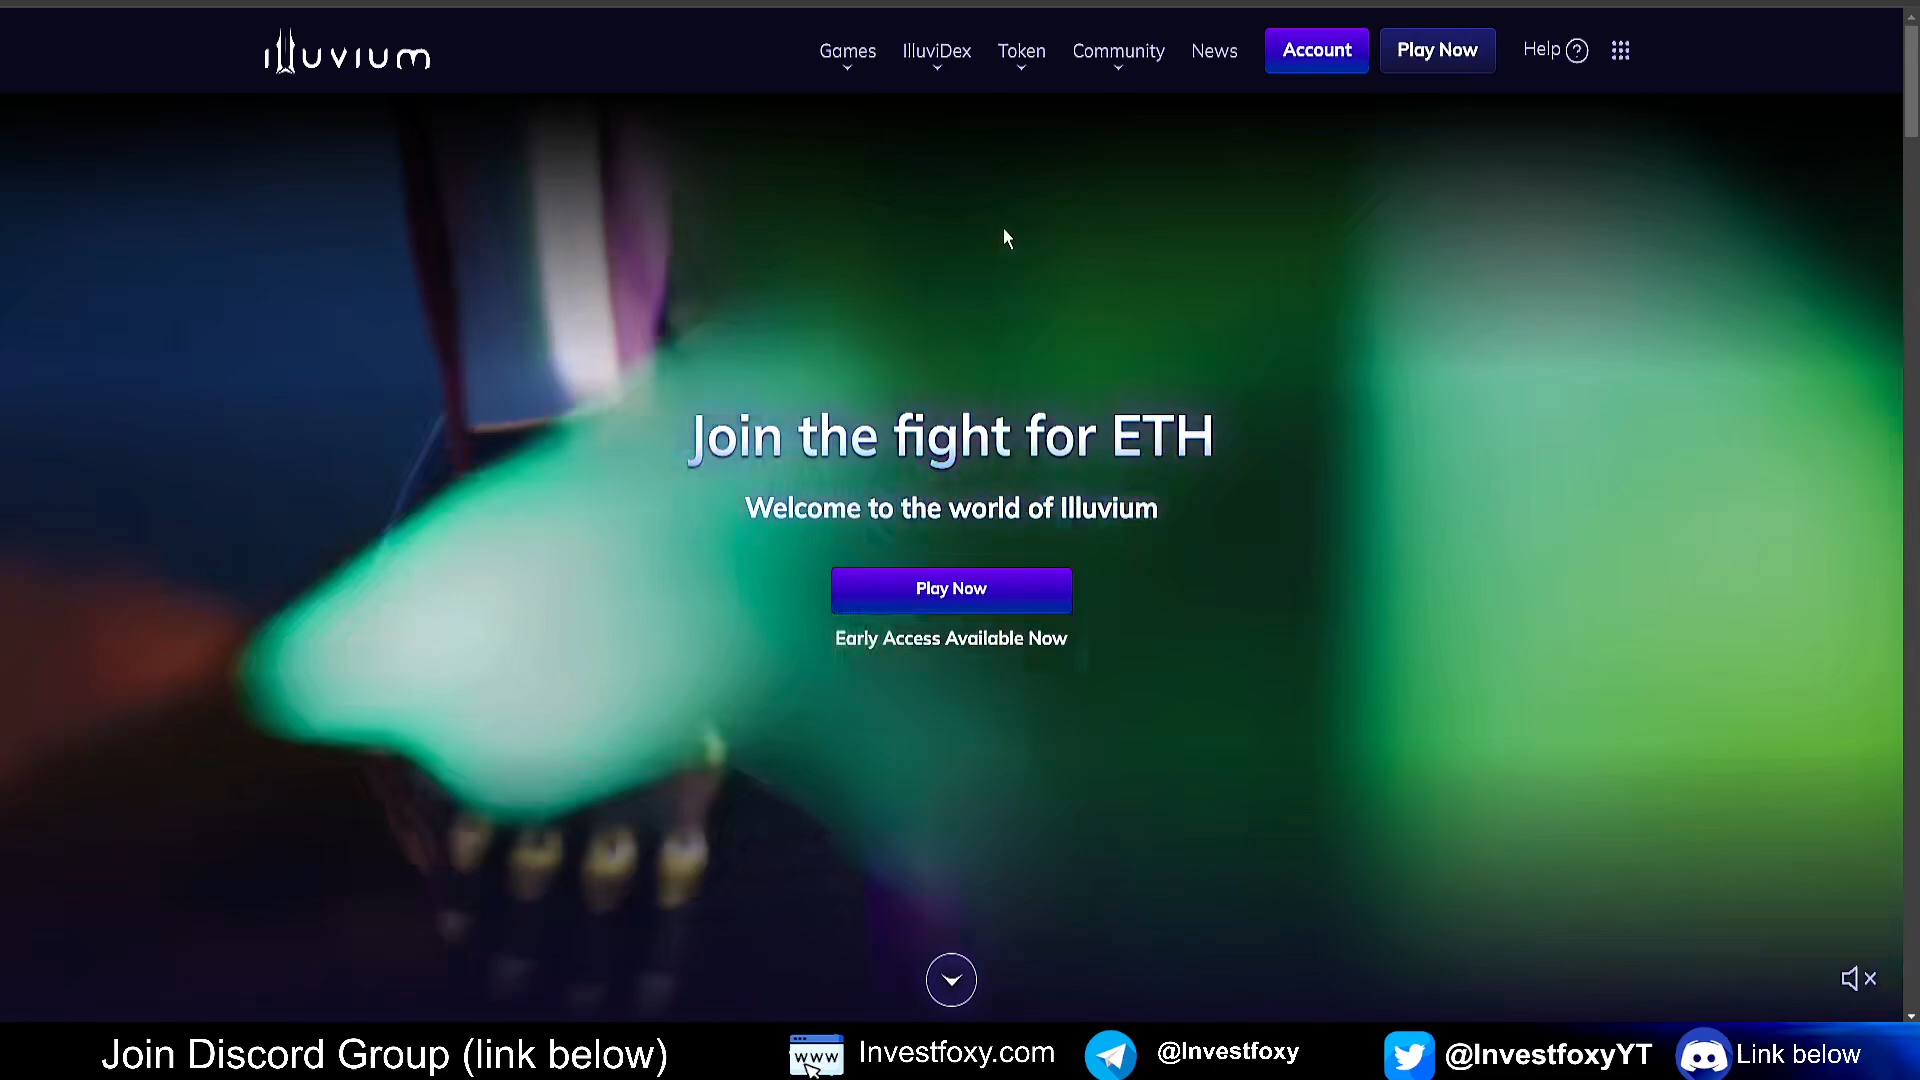 illuvium
Games IlluviDex Token Community News Account Play Now Help ?
Join the fight for ETH
Welcome to the world of Illuvium
Play Now
Early Access Available Now
Join Discord Group (link below) www Investfoxy.com @Investfoxy @InvestfoxyYT Link below